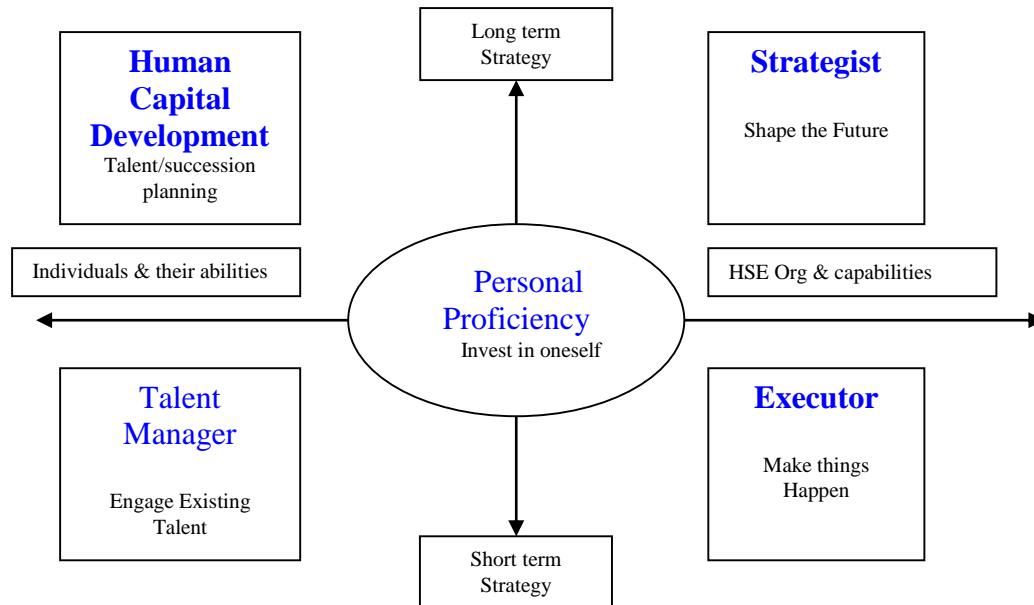 Long term
Strategy
Human
Capital
Development
Talent/succession
planning
Strategist
Shape the Future
Individuals & their abilities
HSE Org & capabilities
Personal
Proficiency
Invest in oneself
Talent
Manager
Engage Existing
Talent
Executor
Make things
Happen
Short term
Strategy